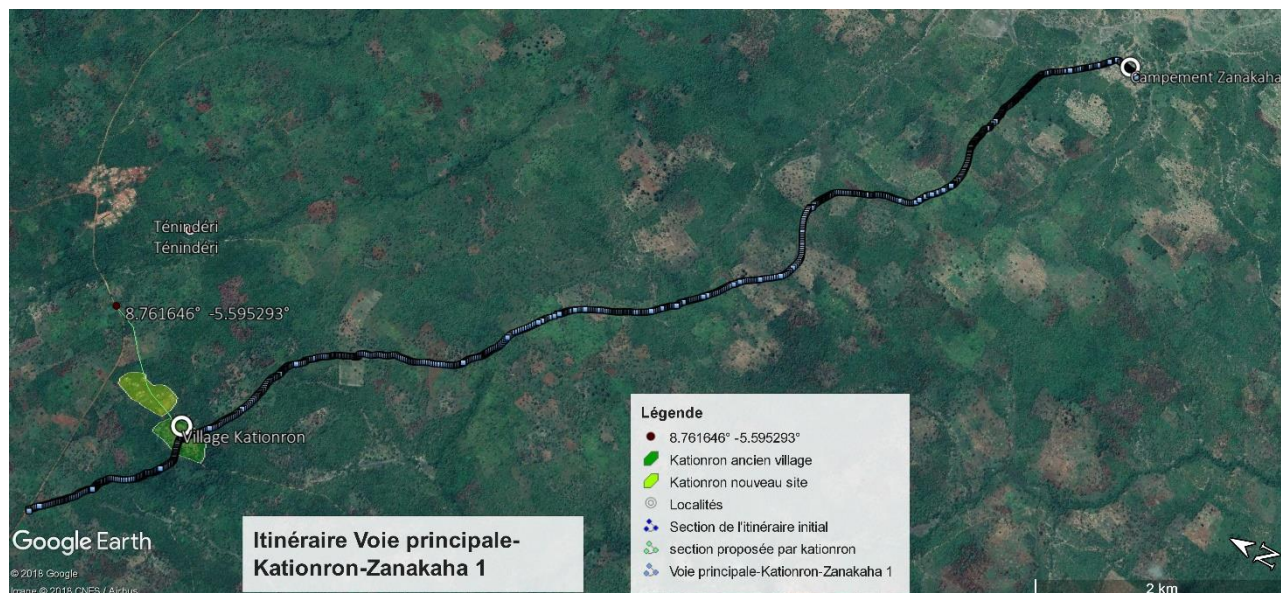 Campement Zanakaha
Ténindéri
Ténindéri
8.761646° -5.595293°
Village Kationron
Légende
8.761646° -5.595293°
Kationron ancien village
Kationron nouveau site
Localités
Section de l'itinéraire initial
section proposée par kationron
Voie principale-Kationron-Zanakaha 1
Itinéraire Voie principale-
Kationron-Zanakaha 1
Google Earth
© 2018 Google
Image © 2018 CNES / Airbus
N
2 km